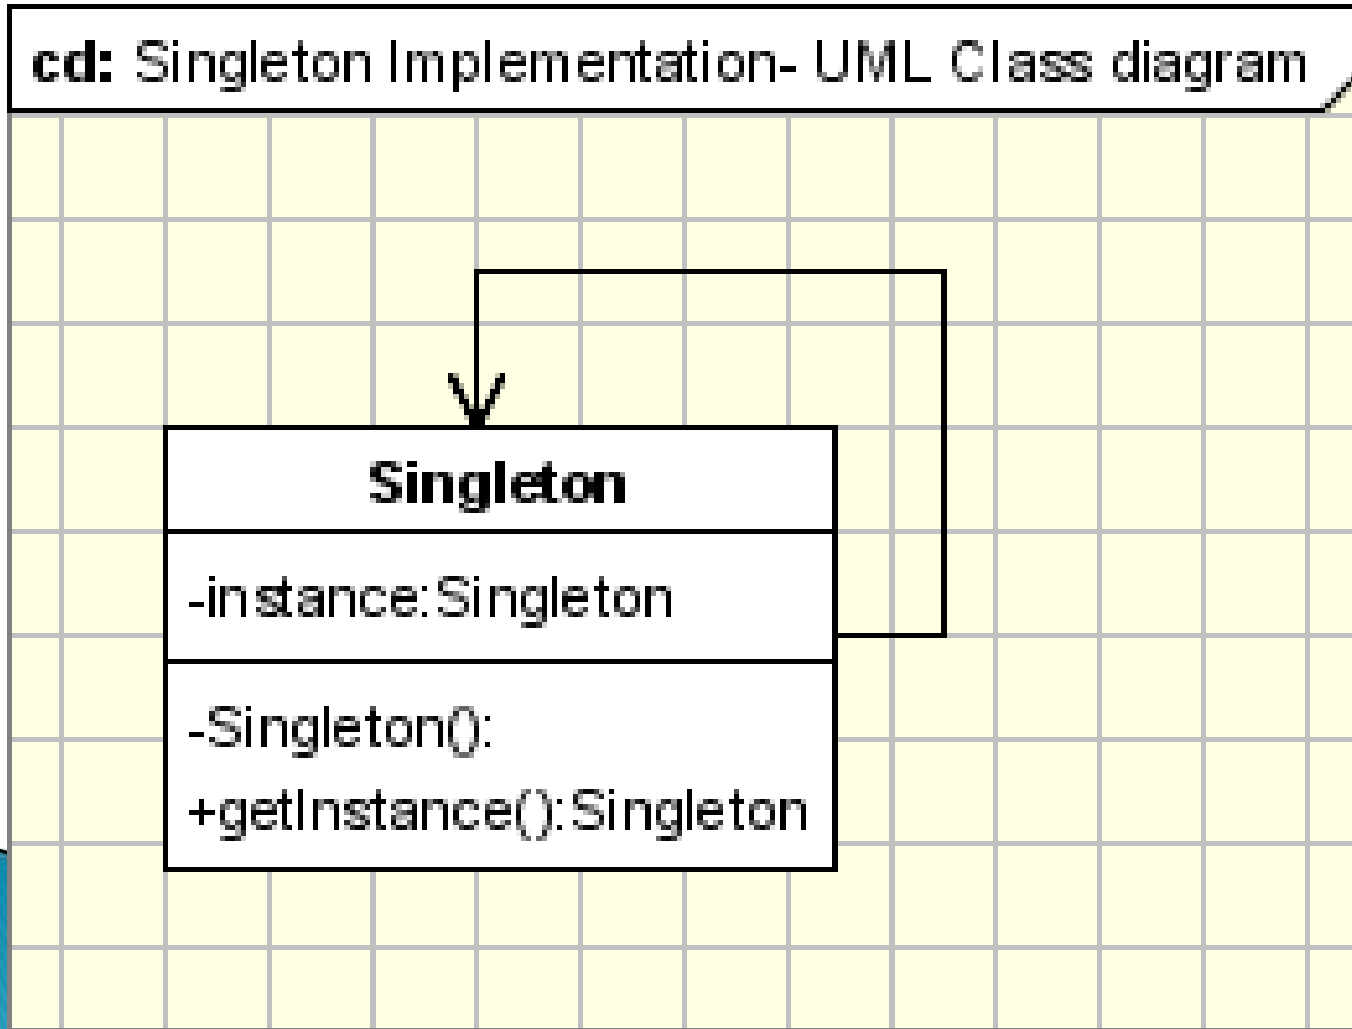 cd: Singleton Implementation- UML Class diagram
Singleton
-instance:Singleton
-Singleton():
+getInstance():Singleton